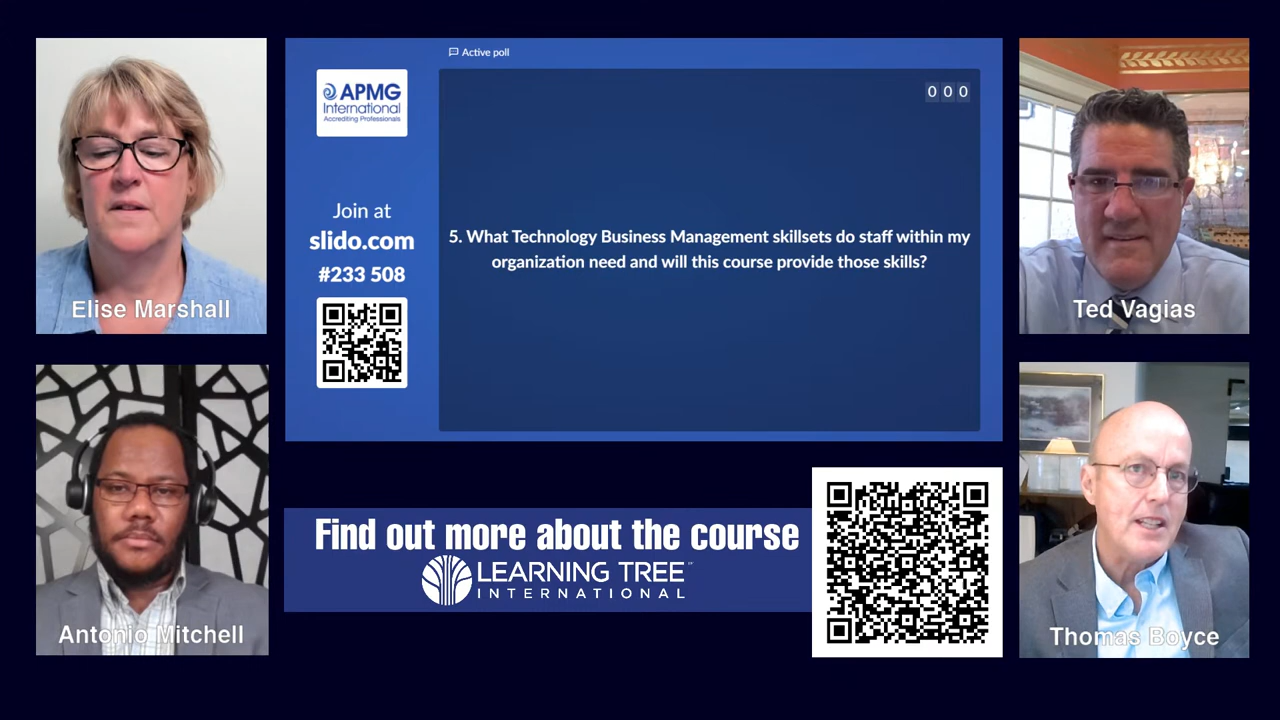 Active poll
APMG
International
Accrediting Professionals
0 0 0
Join at
slido.com
#233 508
5. What Technology Business Management skillsets do staff within my
organization need and will this course provide those skills?
Elise Marshall
Ted Vagias
Find out more about the course
LEARNING TREE
INTERNATIONAL
Antonio Mitchell
Thomas Boyce